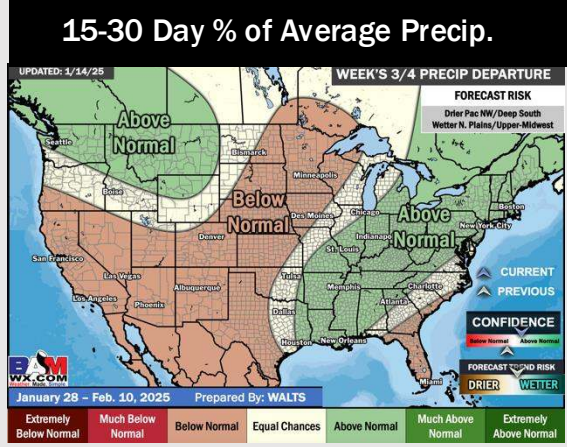 15-30 Day % of Average Precip.
UPDATED: 1/14/25
WEEK'S 3/4 PRECIP DEPARTURE
FORECAST RISK
Drier Pac NW/Deep South
Wetter N. Plains/Upper-Midwest
Above
Normal
Seattle
Bismarck
Minneapolis
Boise
Below
Normal
Des Moines
Chicago
Above
Normal
Boston
New York City
Denver
Indianapo
St. Louis
San Francisco
Las Vegas
Los Angeles
Phoenix
Albuquerque
Tulsa
Memphis
Charlotte
Atlanta
Dallas
Houston
New Orleans
Miami
CURRENT
PREVIOUS
CONFIDENCE
Below Normal
Above Normal
FORECAST TREND RISK
DRIER
WETTER
BAM
WX.COM
Weather. Made. Simple.
January 28 – Feb. 10, 2025
Prepared By: WALTS
Extremely
Below Normal
Much Below
Normal
Below Normal
Equal Chances
Above Normal
Much Above
Normal
Extremely
Above Normal